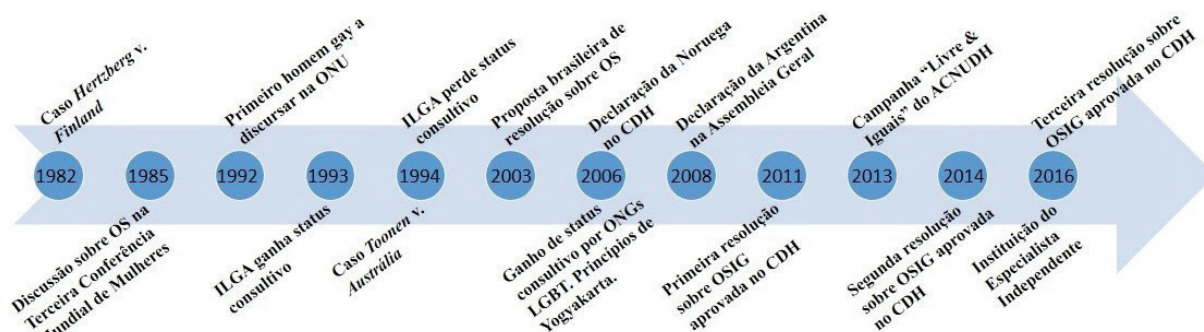 Caso Hertzberg v.
Finland
Primeiro homem gay a
discursar na ONU
ILGA perde status
consultivo
Proposta brasileira de
resolução sobre OS
Declaração da Noruega
no CDH
Declaração da Argentina
na Assembleia Geral
Campanha “Livre &
Iguais” do ACNUDH
Terceira resolução sobre
OSIG aprovada no CDH
1982
1985
1992
1993
1994
2003
2006
2008
2011
2013
2014
2016
Discussão sobre OS na
Terceira Conferência
Mundial de Mulheres
ILGA ganha status
consultivo
Caso Toonen v.
Austrália
Ganho de status
consultivo por ONGs
LGBT. Princípios de
Yogyakarta.
Primeira resolução
sobre OSIG
aprovada no CDH
Segunda resolução
sobre OSIG aprovada
no CDH
Instituição do
Especialista
Independente